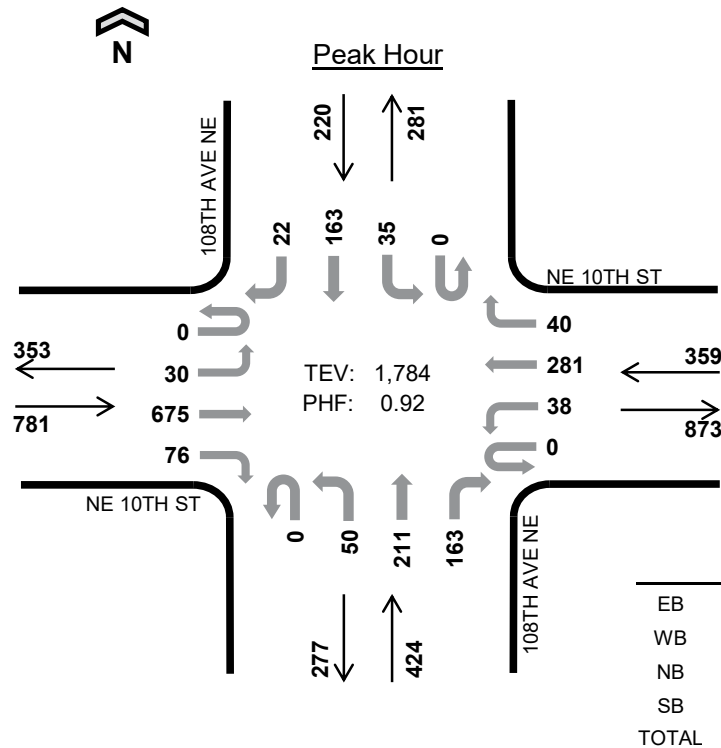 N
Peak Hour
220
281
108TH AVE NE
22
163
35
0
NE 10TH ST
0
40
353
30
TEV: 1,784
281
359
675
PHF: 0.92
38
781
873
76
0
NE 10TH ST
0
50
211
163
108TH AVE NE
277
424
EB
WB
NB
SB
TOTAL